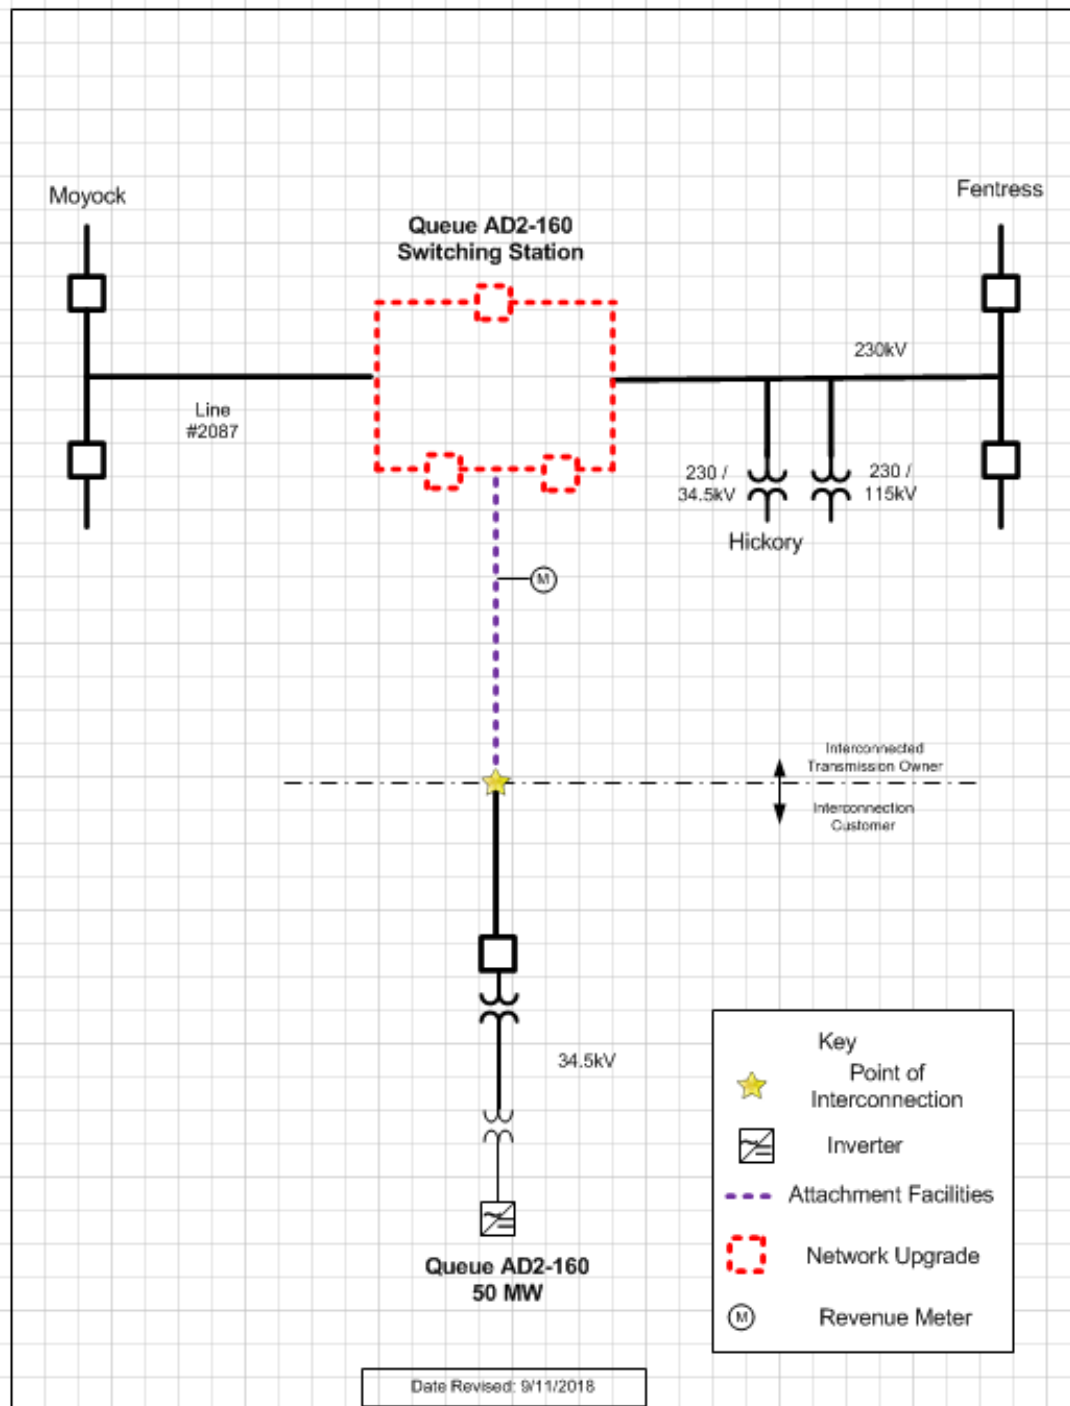 Moyock
Fentress
Queue AD2-160
Switching Station
230kV
Line
#2087
230 /
34.5kV
230 /
115kV
Hickory
M
Interconnected
Transmission Owner
Interconnection
Customer
34.5kV
Key
Point of
Interconnection
Inverter
Attachment Facilities
Network Upgrade
M
Revenue Meter
Queue AD2-160
50 MW
Date Revised: 9/11/2018